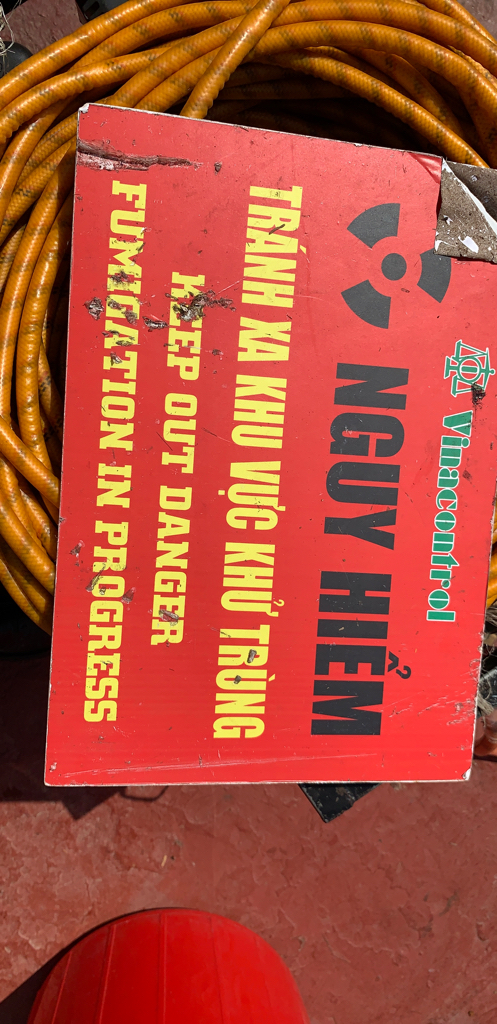 Vinacontrol
NGUY HIỂM
TRÁNH XA KHU VỰC KHỬ TRÙNG
KEEP OUT DANGER
FUMIGATION IN PROGRESS